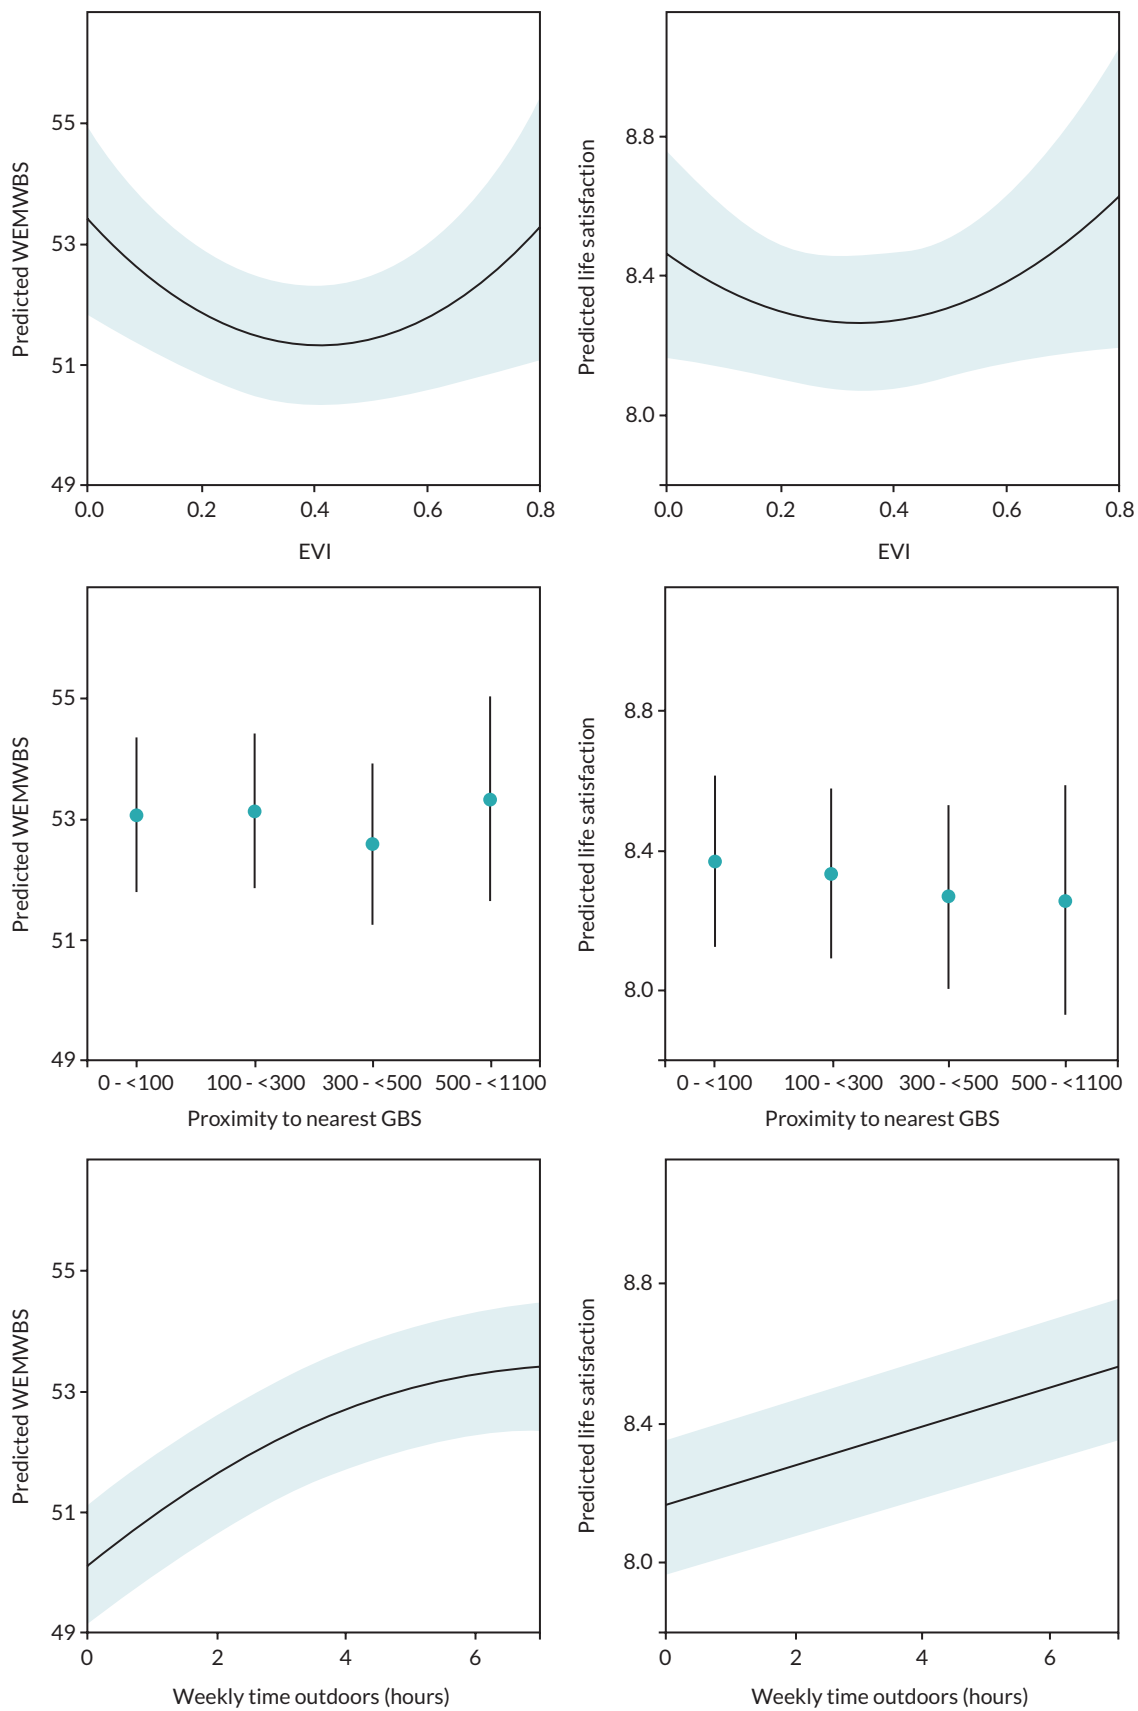 Predicted WEMWBS
55
53
51
49
0.0 0.2 0.4 0.6 0.8
EVI
Predicted life satisfaction
8.8
8.4
8.0
0.0 0.2 0.4 0.6 0.8
EVI
Predicted WEMWBS
55
53
51
49
0 - <100 100 - <300 300 - <500 500 - <1100
Proximity to nearest GBS
Predicted life satisfaction
8.8
8.4
8.0
0 - <100 100 - <300 300 - <500 500 - <1100
Proximity to nearest GBS
Predicted WEMWBS
55
53
51
49
0 2 4 6
Weekly time outdoors (hours)
Predicted life satisfaction
8.8
8.4
8.0
0 2 4 6
Weekly time outdoors (hours)